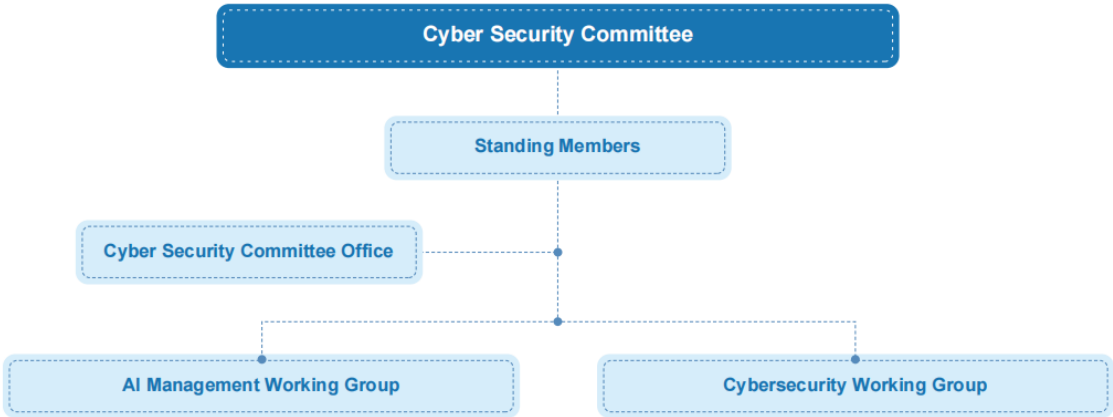 Cyber Security Committee
Standing Members
Cyber Security Committee Office
AI Management Working Group
Cybersecurity Working Group